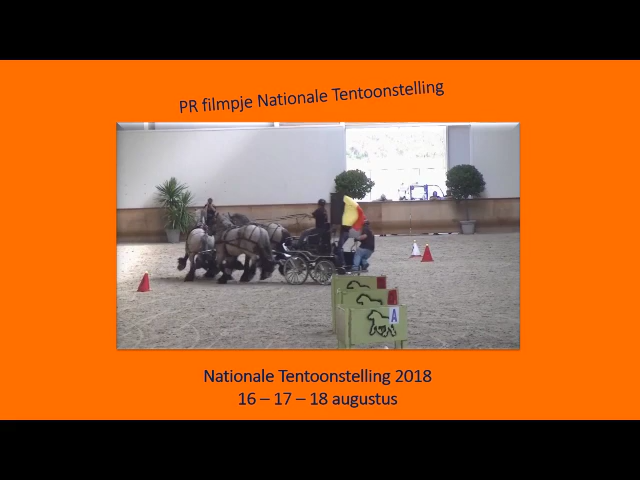 PR filmpje Nationale Tentoonstelling
A
Nationale Tentoonstelling 2018
16 – 17 – 18 augustus